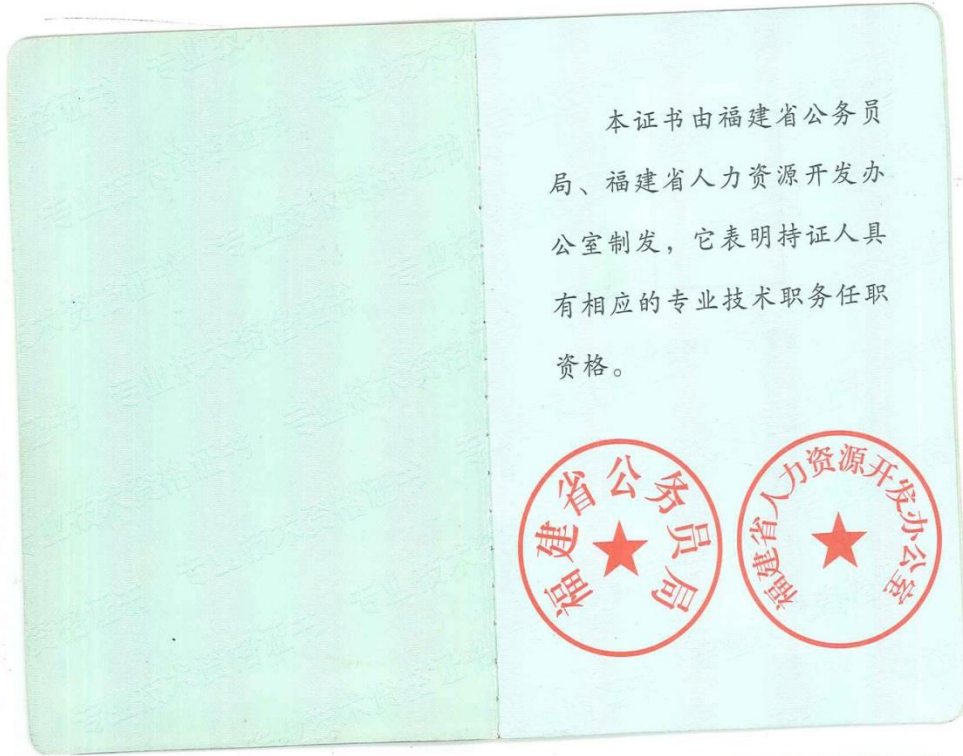 本证书由福建省公务员
局、福建省人力资源开发办
公室制发，它表明持证人具
有相应的专业技术职务任职
资格。
福建省公务员局
福建省人力资源开发办公室